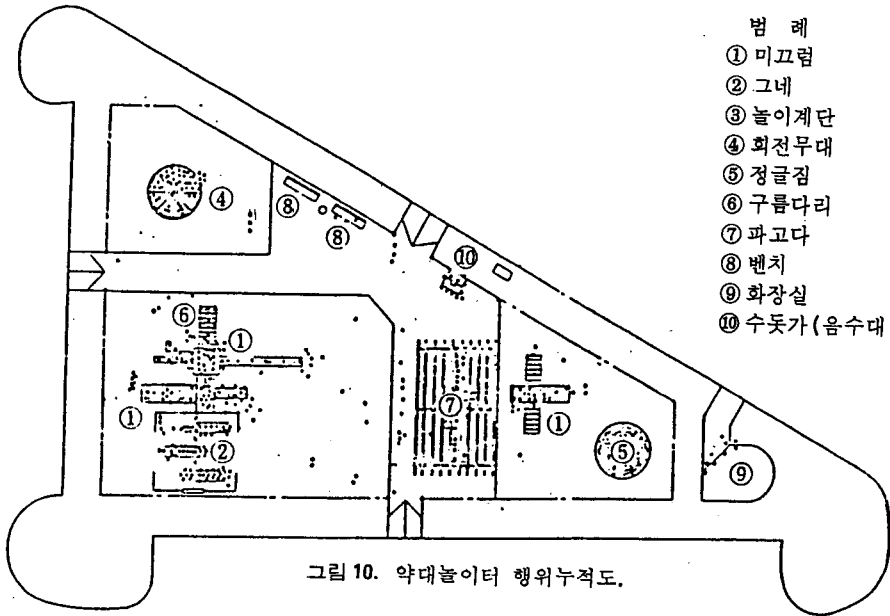 범 례
① 미끄럼
② 그네
③ 놀이계단
④ 회전무대
⑤ 정글짐
⑥ 구름다리
⑦ 파고다
⑧ 벤치
⑨ 화장실
⑩ 수돗가(음수대
④
⑧
⑧
⑩
⑥
①
①
⑦
①
②
⑤
⑨
그림 10. 약대놀이터 행위누적도.